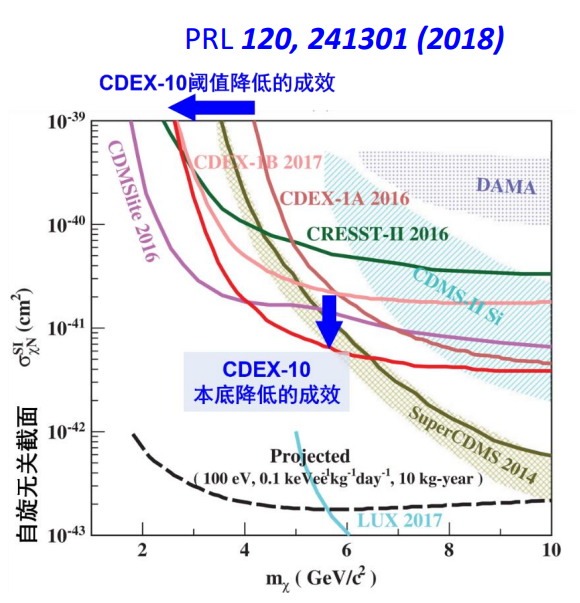 PRL 120, 241301 (2018)
CDEX-10阈值降低的成效
10-39
10-40
10-41
10-42
10-43
σSIχN (cm2)
自旋无关截面
CDMSlite 2016
CDEX-1B 2017
CDEX-1A 2016
CRESST-II 2016
DAMA
CDMS-II Si
CDEX-10
本底降低的成效
SuperCDMS 2014
Projected
( 100 eV, 0.1 keVee-1kg-1day-1, 10 kg-year )
LUX 2017
2 4 6 8 10
mχ ( GeV/c2 )